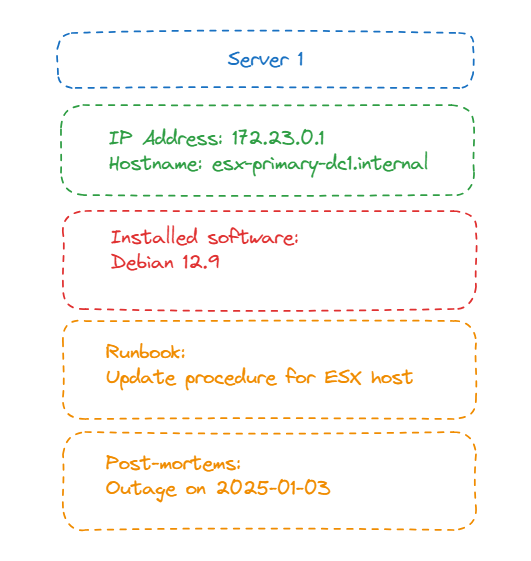 Server 1
IP Address: 172.23.0.1
Hostname: esx-primary-dc1.internal
Installed software:
Debian 12.9
Runbook:
Update procedure for ESX host
Post-mortems:
Outage on 2025-01-03